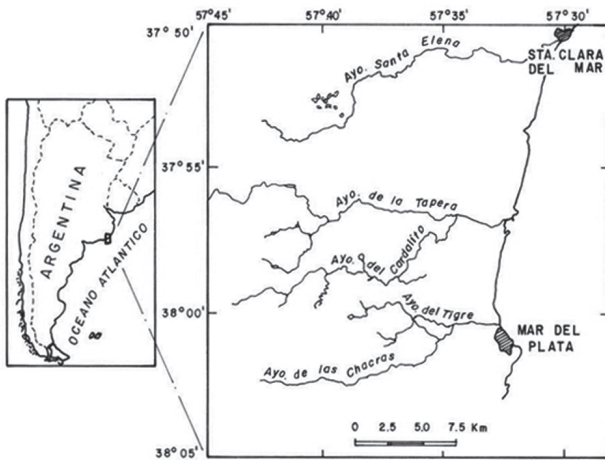 57°45'
57°40'
57°35'
57°30'
37°50'
STA. CLARA
DEL MAR
Ayo. Santa Elena
37°55'
Ayo. de la Tapera
ARGENTINA
OCEANO ATLANTICO
Ayo. del Cardalito
38°00'
Ayo. del Tigre
MAR DEL
PLATA
Ayo. de las Chacras
0 2.5 5.0 7.5 Km
38°05'